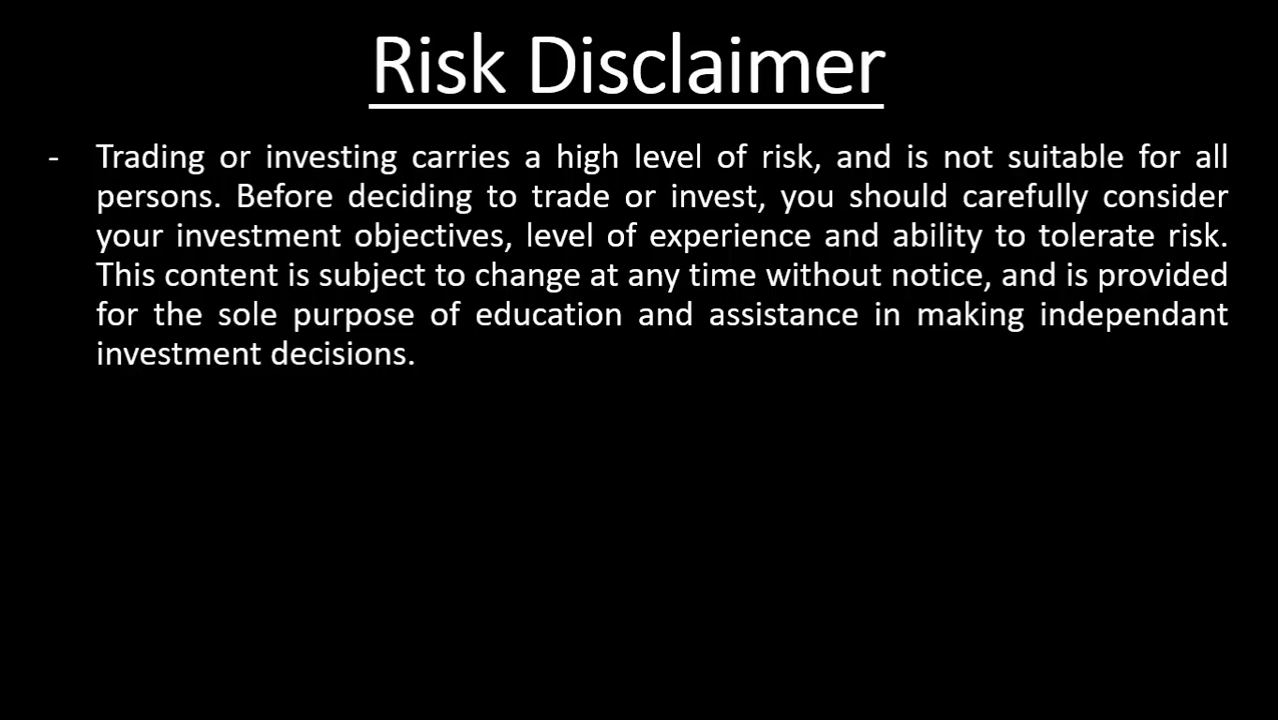 Risk Disclaimer
- Trading or investing carries a high level of risk, and is not suitable for all
persons. Before deciding to trade or invest, you should carefully consider
your investment objectives, level of experience and ability to tolerate risk.
This content is subject to change at any time without notice, and is provided
for the sole purpose of education and assistance in making independant
investment decisions.